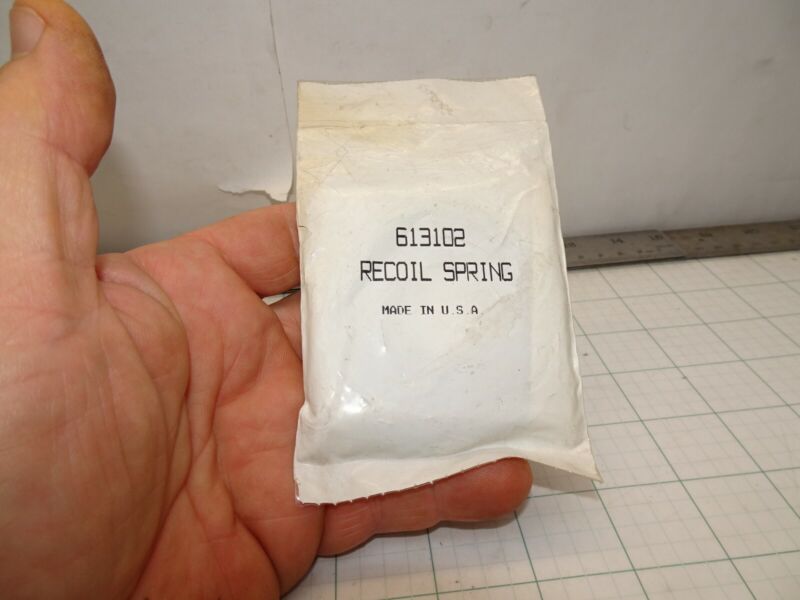 613102
RECOIL SPRING
MADE IN U.S.A.